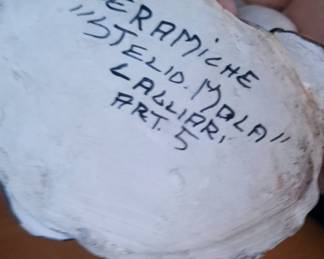 CERAMICHE
"STELIO.MOLA"
CAGLIARI
ART. 5